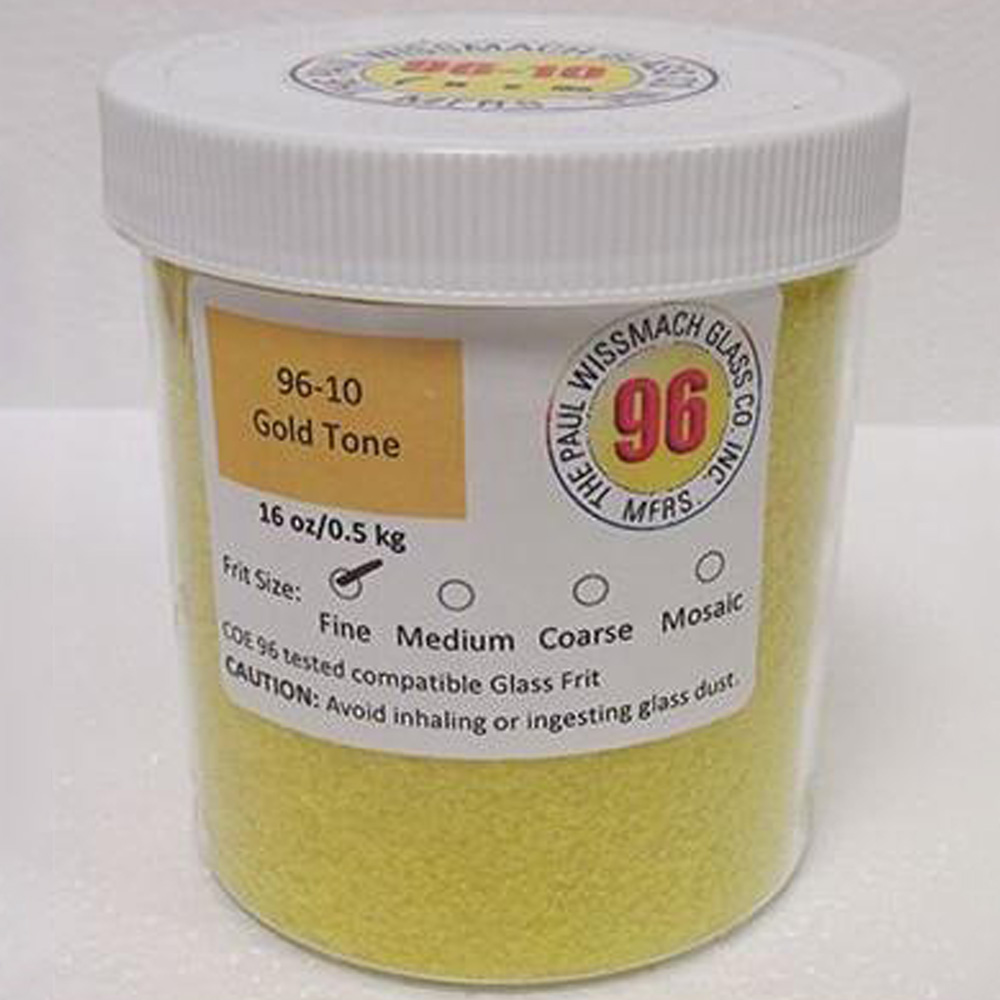 WISSMACH
96-10
MFRS
96-10
Gold Tone
THE PAUL WISSMACH GLASS CO. INC.
96
MFRS.
16 oz/0.5 kg
Frit Size:
Fine Medium Coarse Mosaic
COE 96 tested compatible Glass Frit
CAUTION: Avoid inhaling or ingesting glass dust.